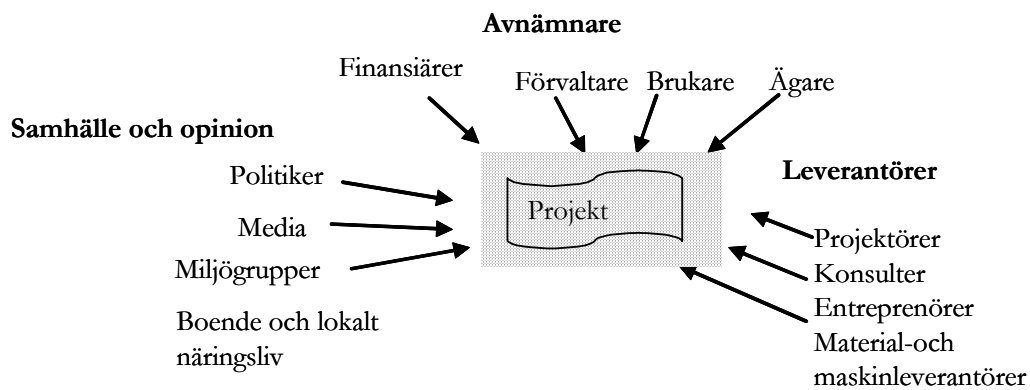 Avnämnare
Finansiärer
Förvaltare
Brukare
Ägare
Samhälle och opinion
Politiker
Media
Miljögrupper
Boende och lokalt
näringsliv
Projekt
Leverantörer
Projektörer
Konsulter
Entreprenörer
Material-och
maskinleverantörer